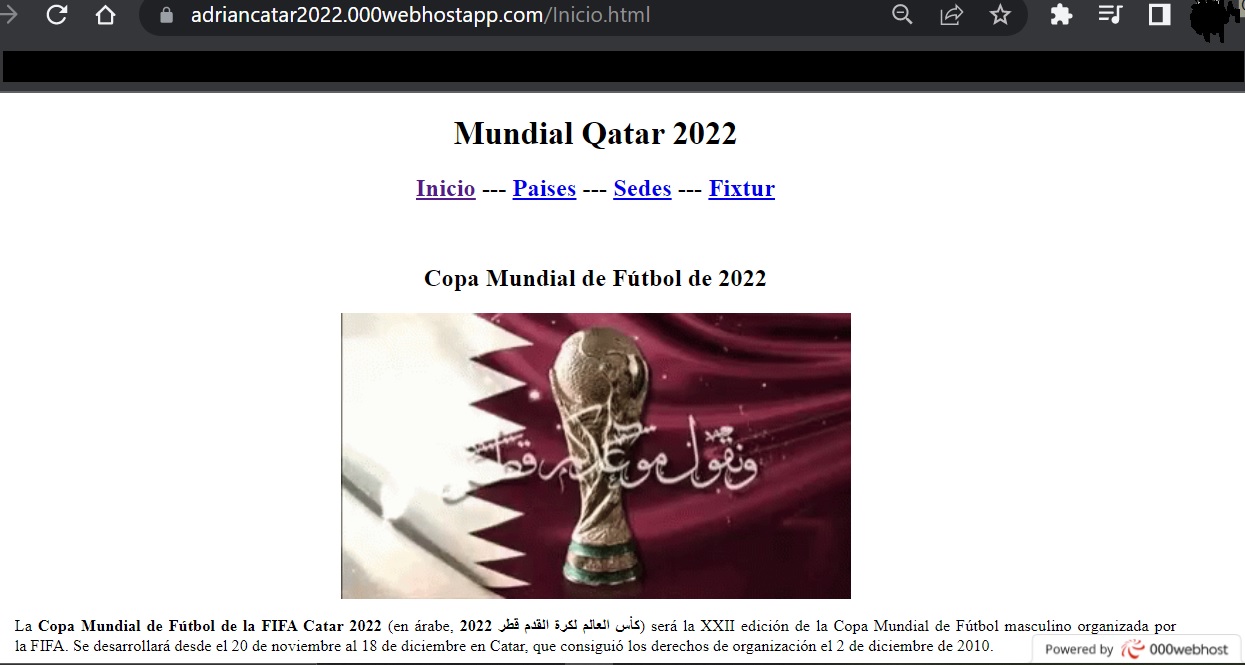 adriancatar2022.000webhostapp.com/Inicio.html
Mundial Qatar 2022
Inicio --- Paises --- Sedes --- Fixtur
Copa Mundial de Fútbol de 2022
ونقول موعدكم قطر
La Copa Mundial de Fútbol de la FIFA Catar 2022 (en árabe, كأس العالم لكرة القدم قطر 2022) será la XXII edición de la Copa Mundial de Fútbol masculino organizada por
la FIFA. Se desarrollará desde el 20 de noviembre al 18 de diciembre en Catar, que consiguió los derechos de organización el 2 de diciembre de 2010.
Powered by 000webhost